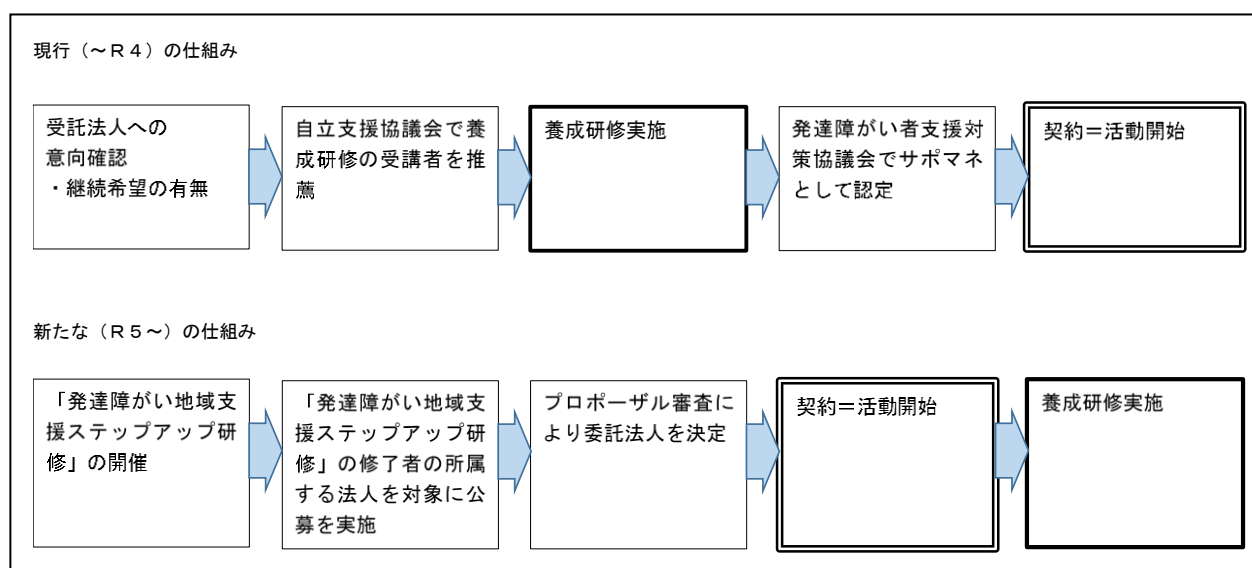 現行（～Ｒ４）の仕組み
受託法人への
意向確認
・継続希望の有無
自立支援協議会で養
成研修の受講者を推
薦
養成研修実施
発達障がい者支援対
策協議会でサポマネ
として認定
契約＝活動開始
新たな（Ｒ５～）の仕組み
「発達障がい地域支
援ステップアップ研
修」の開催
「発達障がい地域支
援ステップアップ研
修」の修了者の所属
する法人を対象に公
募を実施
プロポーザル審査に
より委託法人を決定
契約＝活動開始
養成研修実施